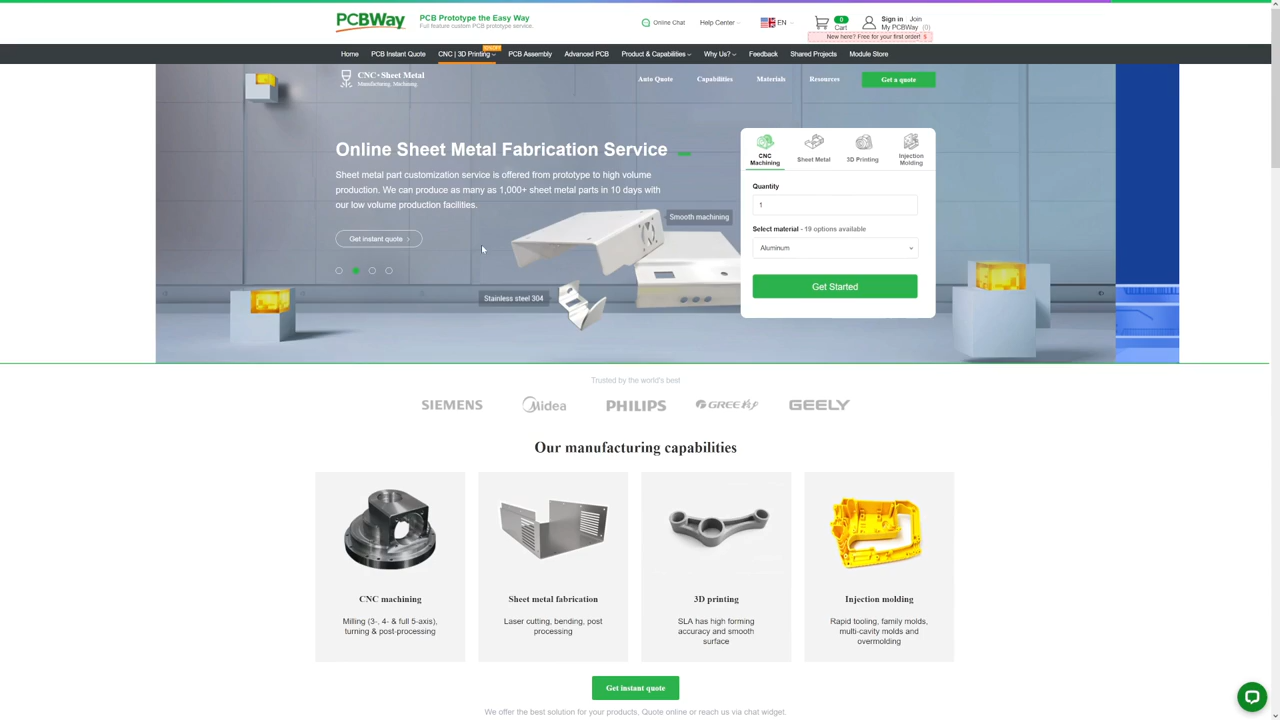 PCBWay
PCB Prototype the Easy Way
Full feature custom PCB prototype service.
Online Chat
Help Center
EN
0
Cart
Sign in
Join
My PCBWay (0)
New here? Free for your first order!
Home
PCB Instant Quote
CNC | 3D Printing
PCB Assembly
Advanced PCB
Product & Capabilities
Why Us?
Feedback
Shared Projects
Module Store
CNC • Sheet Metal
Manufacturing, Machining.
Auto Quote
Capabilities
Materials
Resources
Get a quote
Online Sheet Metal Fabrication Service
Sheet metal part customization service is offered from prototype to high volume
production. We can produce as many as 1,000+ sheet metal parts in 10 days with
our low volume production facilities.
Get instant quote
Smooth machining
Stainless steel 304
CNC
Machining
Sheet Metal
3D Printing
Injection
Molding
Quantity
1
Select material - 19 options available
Aluminum
Get Started
Trusted by the world's best
SIEMENS
Midea
PHILIPS
GREE
GEELY
Our manufacturing capabilities
CNC machining
Milling (3-, 4- & full 5-axis),
turning & post-processing
Sheet metal fabrication
Laser cutting, bending, post
processing
3D printing
SLA has high forming
accuracy and smooth
surface
Injection molding
Rapid tooling, family molds,
multi-cavity molds and
overmolding
Get instant quote
We offer the best solution for your products, Quote online or reach us via chat widget.